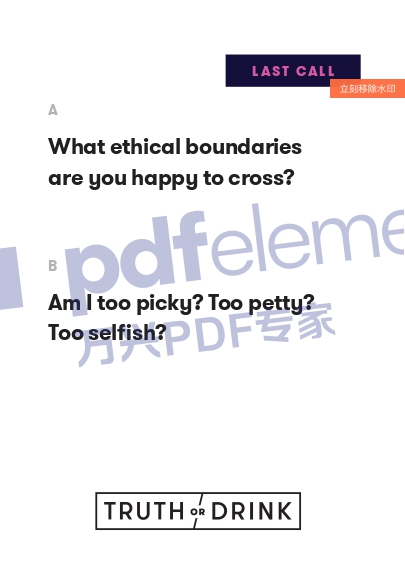 LAST CALL
立刻移除水印
A
What ethical boundaries
are you happy to cross?
pdfeleme
B
Am I too picky? Too petty?
Too selfish?
万兴PDF专家
TRUTH OR DRINK